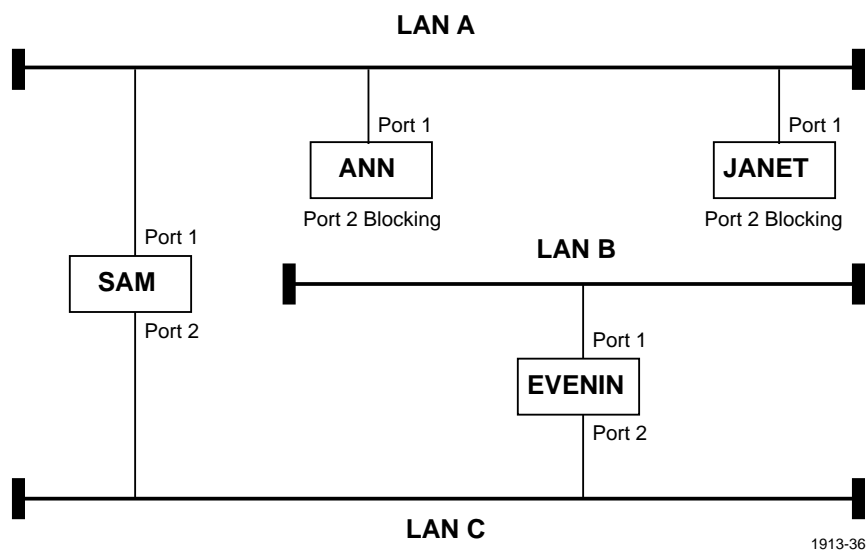 LAN A
Port 1
Port 1
ANN
JANET
Port 2 Blocking
Port 2 Blocking
Port 1
LAN B
SAM
Port 2
Port 1
EVENIN
Port 2
LAN C
1913-36